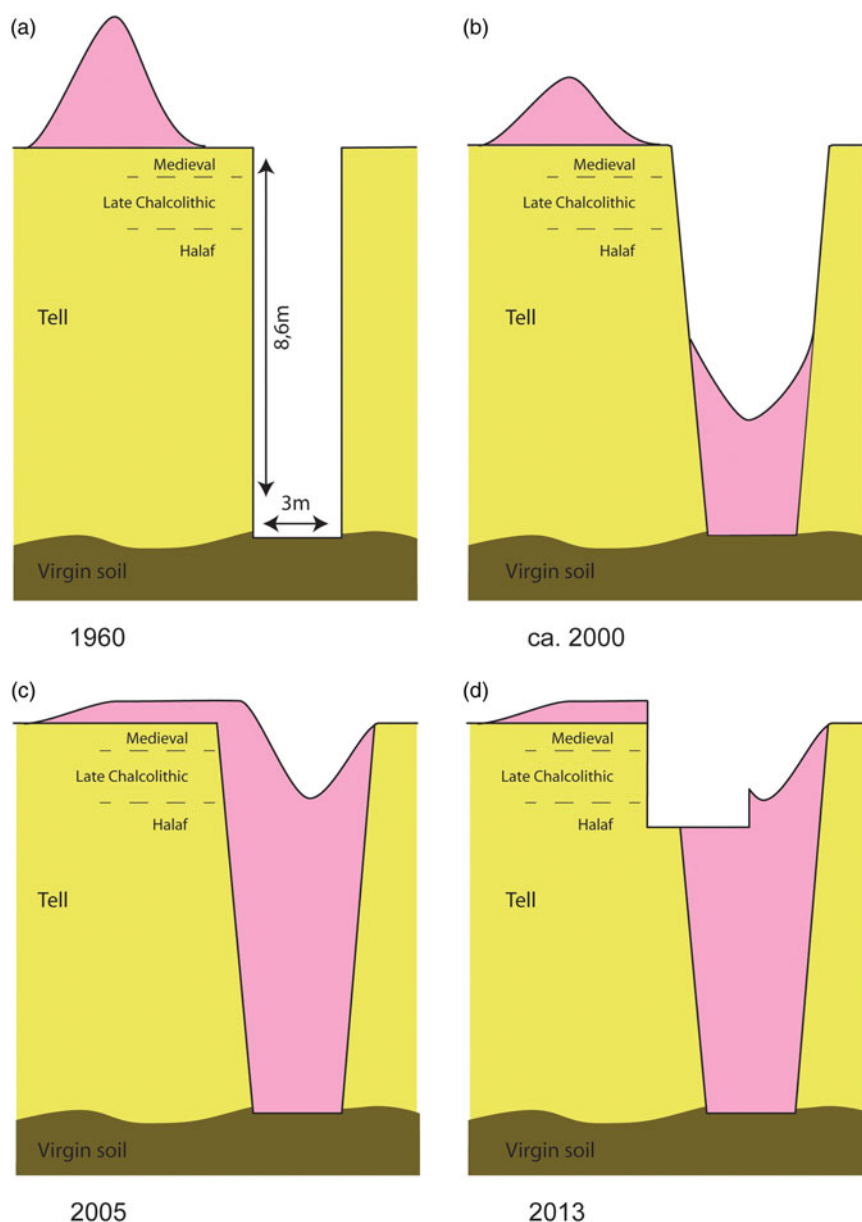 (a)
Medieval
Late Chalcolithic
Halaf
Tell
8,6m
3m
Virgin soil
1960
(b)
Medieval
Late Chalcolithic
Halaf
Tell
Virgin soil
ca. 2000
(c)
Medieval
Late Chalcolithic
Halaf
Tell
Virgin soil
2005
(d)
Medieval
Late Chalcolithic
Halaf
Tell
Virgin soil
2013